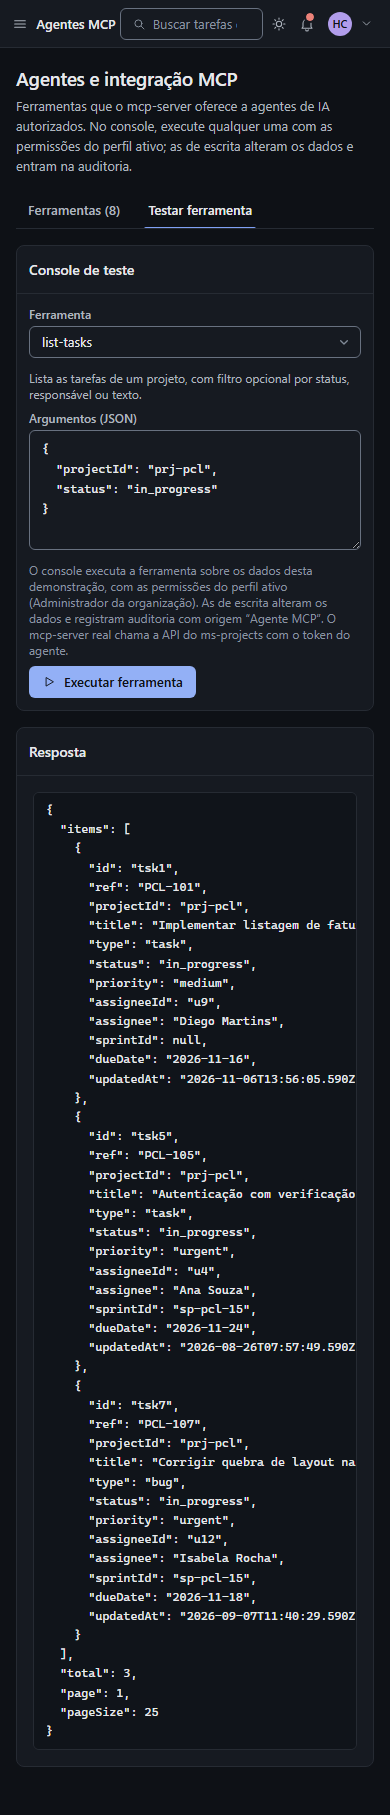 Agentes MCP
Buscar tarefas
HC
Agentes e integração MCP
Ferramentas que o mcp-server oferece a agentes de IA
autorizados. No console, execute qualquer uma com as
permissões do perfil ativo; as de escrita alteram os dados e
entram na auditoria.
Ferramentas (8)
Testar ferramenta
Console de teste
Ferramenta
list-tasks
Lista as tarefas de um projeto, com filtro opcional por status,
responsável ou texto.
Argumentos (JSON)
{
  "projectId": "prj-pcl",
  "status": "in_progress"
}
O console executa a ferramenta sobre os dados desta
demonstração, com as permissões do perfil ativo
(Administrador da organização). As de escrita alteram os
dados e registram auditoria com origem “Agente MCP”. O
mcp-server real chama a API do ms-projects com o token do
agente.
Executar ferramenta
Resposta
{
  "items": [
    {
      "id": "tsk1",
      "ref": "PCL-101",
      "projectId": "prj-pcl",
      "title": "Implementar listagem de fatu
      "type": "task",
      "status": "in_progress",
      "priority": "medium",
      "assigneeId": "u9",
      "assignee": "Diego Martins",
      "sprintId": null,
      "dueDate": "2026-11-16",
      "updatedAt": "2026-11-06T13:56:05.590Z
    },
    {
      "id": "tsk5",
      "ref": "PCL-105",
      "projectId": "prj-pcl",
      "title": "Autenticação com verificação
      "type": "task",
      "status": "in_progress",
      "priority": "urgent",
      "assigneeId": "u4",
      "assignee": "Ana Souza",
      "sprintId": "sp-pcl-15",
      "dueDate": "2026-11-24",
      "updatedAt": "2026-08-26T07:57:49.590Z
    },
    {
      "id": "tsk7",
      "ref": "PCL-107",
      "projectId": "prj-pcl",
      "title": "Corrigir quebra de layout na
      "type": "bug",
      "status": "in_progress",
      "priority": "urgent",
      "assigneeId": "u12",
      "assignee": "Isabela Rocha",
      "sprintId": "sp-pcl-15",
      "dueDate": "2026-11-18",
      "updatedAt": "2026-09-07T11:40:29.590Z
    }
  ],
  "total": 3,
  "page": 1,
  "pageSize": 25
}